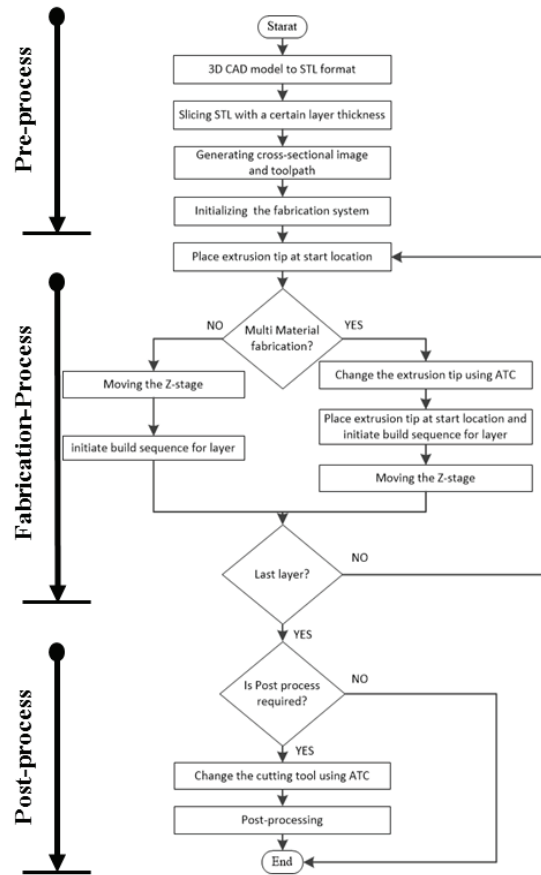 Starat
3D CAD model to STL format
Slicing STL with a certain layer thickness
Generating cross-sectional image
and toolpath
Initializing the fabrication system
Pre-process
Place extrusion tip at start location
Multi Material
fabrication?
NO
YES
Moving the Z-stage
initiate build sequence for layer
Change the extrusion tip using ATC
Place extrusion tip at start location and
initiate build sequence for layer
Moving the Z-stage
Last layer?
NO
YES
Fabrication-Process
Is Post process
required?
NO
YES
Change the cutting tool using ATC
Post-processing
End
Post-process